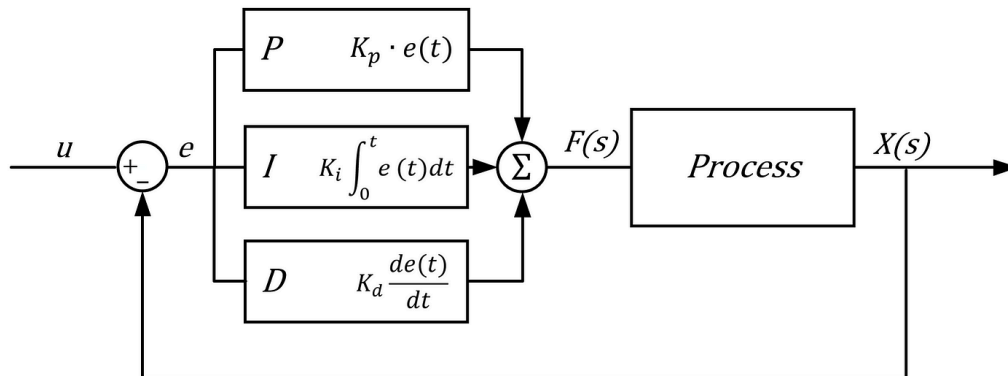 P K_p · e(t)
u
+
−
e
I K_i ∫_0^t e (t)dt
Σ
F(s)
Process
X(s)
D K_d de(t)/dt